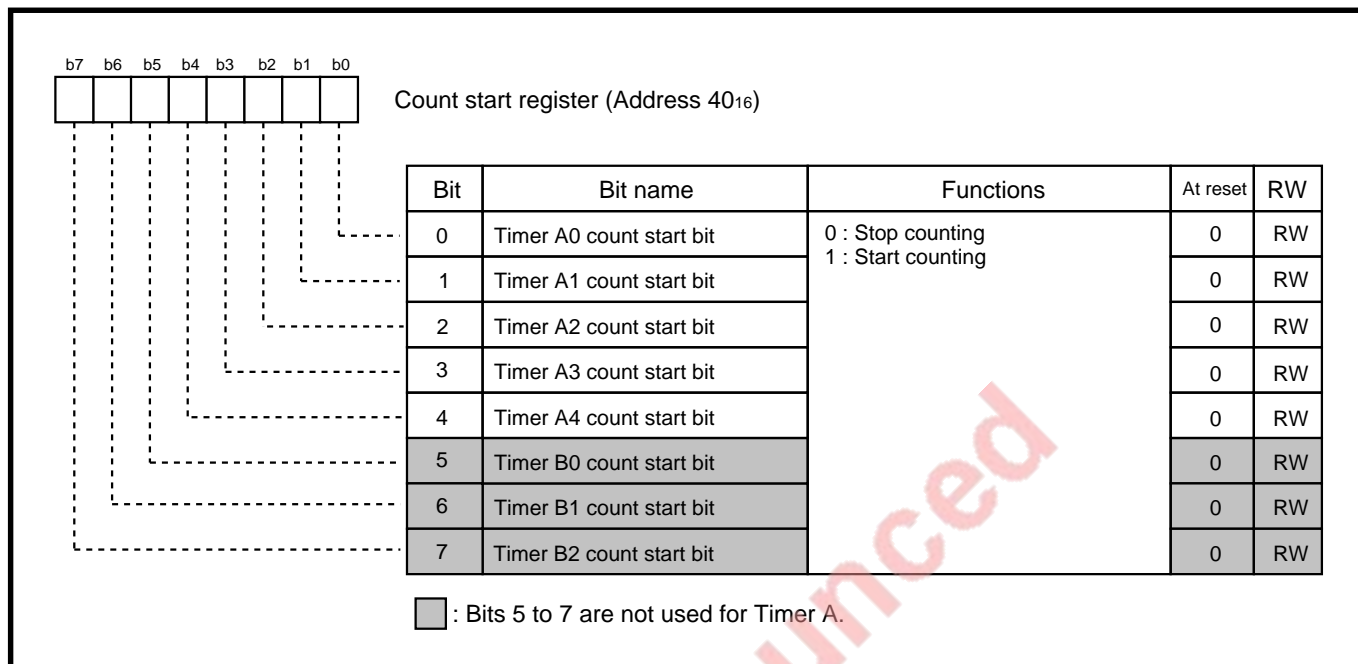 b7 b6 b5 b4 b3 b2 b1 b0
Count start register (Address 4016)
Bit Bit name Functions At reset RW
0 Timer A0 count start bit 0 : Stop counting 0 RW
1 : Start counting
1 Timer A1 count start bit 0 RW
2 Timer A2 count start bit 0 RW
3 Timer A3 count start bit 0 RW
4 Timer A4 count start bit 0 RW
5 Timer B0 count start bit 0 RW
6 Timer B1 count start bit 0 RW
7 Timer B2 count start bit 0 RW
: Bits 5 to 7 are not used for Timer A.